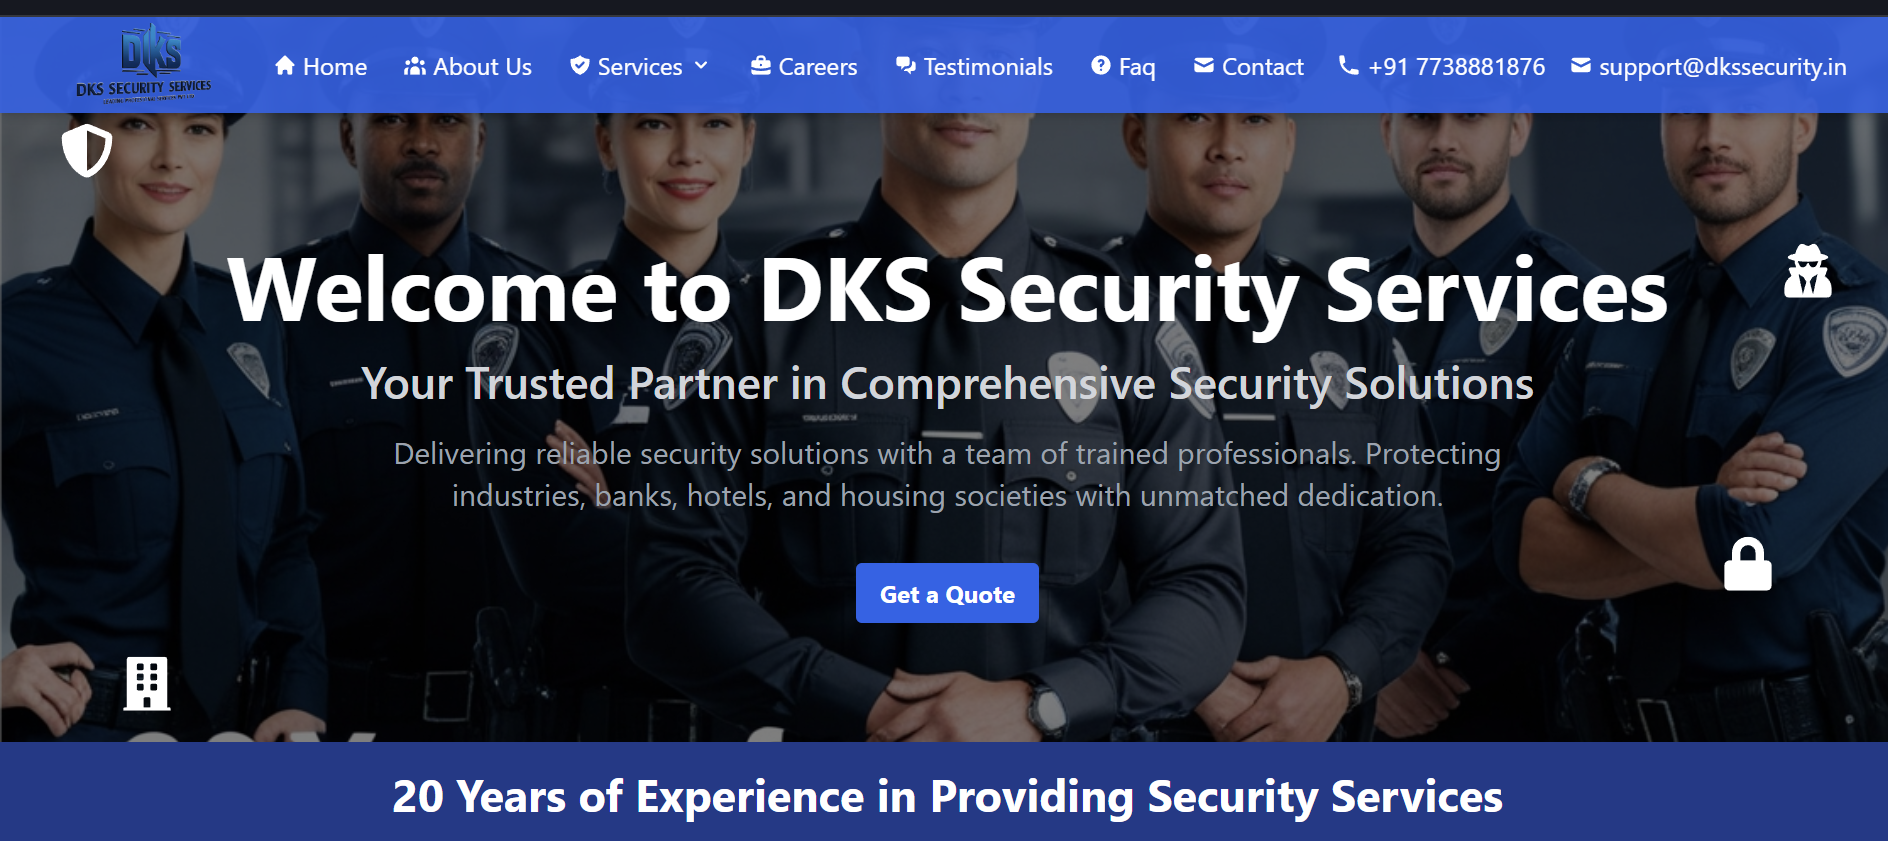 DKS
DKS SECURITY SERVICES
Home
About Us
Services
Careers
Testimonials
Faq
Contact
+91 7738881876
support@dkssecurity.in
Welcome to DKS Security Services
Your Trusted Partner in Comprehensive Security Solutions
Delivering reliable security solutions with a team of trained professionals. Protecting
industries, banks, hotels, and housing societies with unmatched dedication.
Get a Quote
20 Years of Experience in Providing Security Services